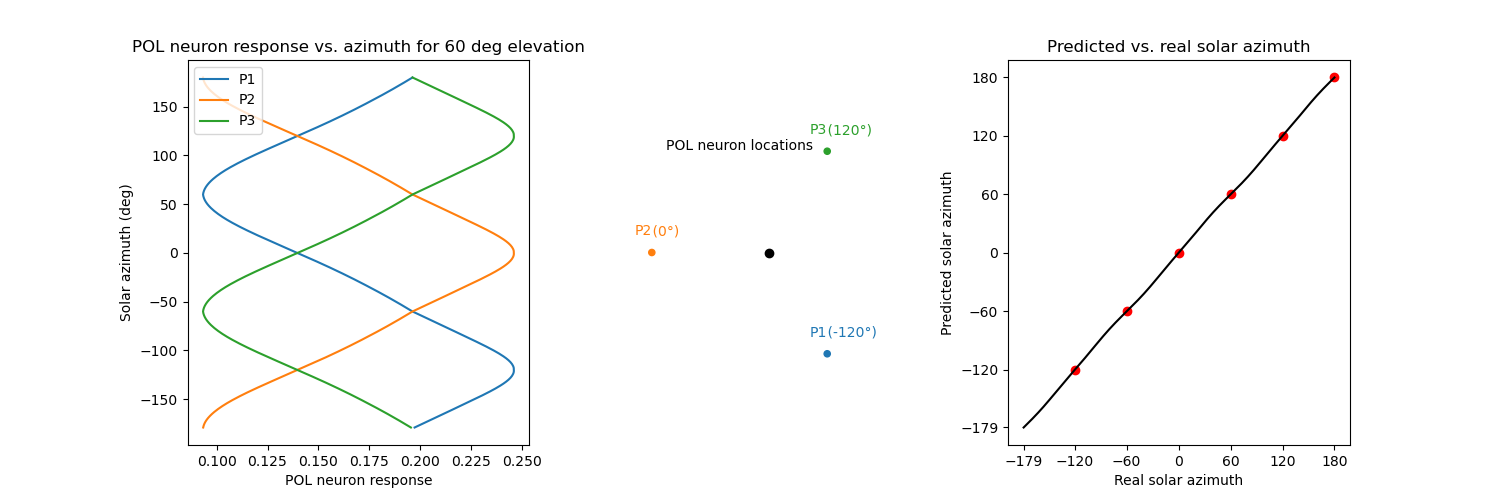 POL neuron response vs. azimuth for 60 deg elevation
P1
P2
P3
Solar azimuth (deg)
150
100
50
0
−50
−100
−150
0.100 0.125 0.150 0.175 0.200 0.225 0.250
POL neuron response
P3(120°)
POL neuron locations
P2(0°)
P1(-120°)
Predicted vs. real solar azimuth
Predicted solar azimuth
180
120
60
0
−60
−120
−179
−179 −120 −60 0 60 120 180
Real solar azimuth